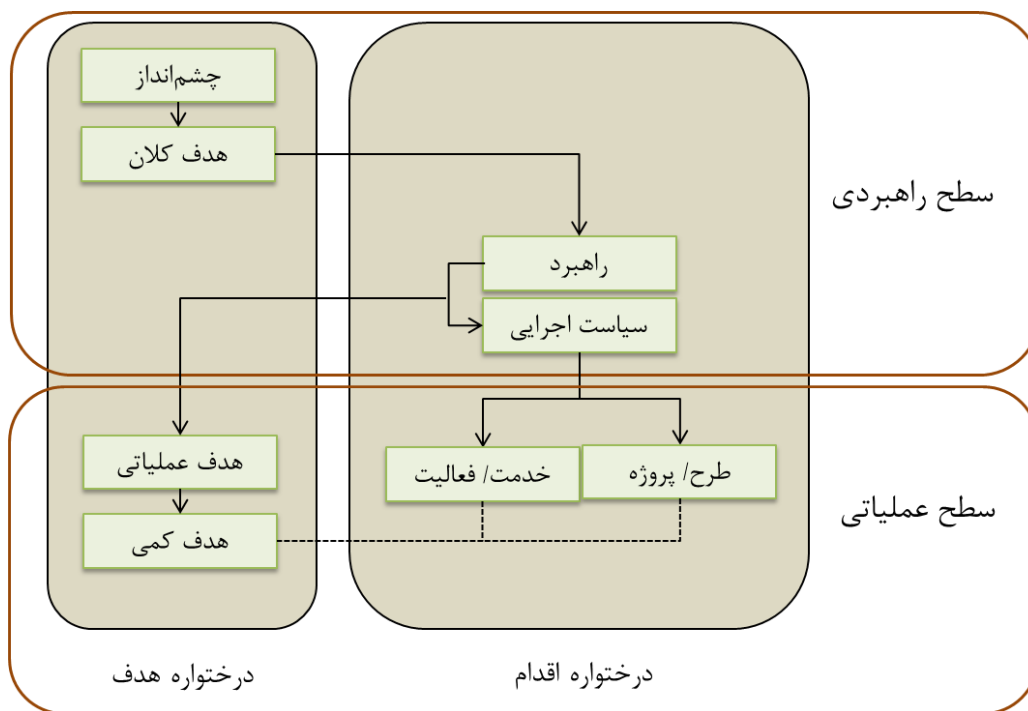 چشم‌انداز
هدف کلان
سطح راهبردی
راهبرد
سیاست اجرایی
هدف عملیاتی
خدمت/ فعالیت
طرح/ پروژه
سطح عملیاتی
هدف کمی
درختواره اقدام
درختواره هدف